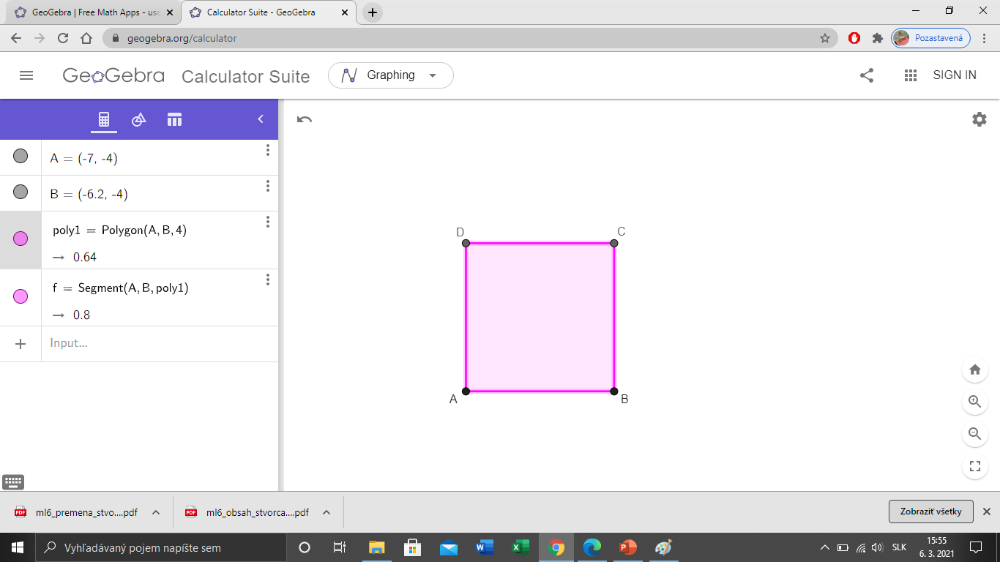 GeoGebra | Free Math Apps - use
Calculator Suite - GeoGebra
geogebra.org/calculator
Pozastavená
GeoGebra Calculator Suite
Graphing
SIGN IN
A = (-7, -4)
B = (-6.2, -4)
poly1 = Polygon(A, B, 4)
→ 0.64
f = Segment(A, B, poly1)
→ 0.8
Input...
D
C
A
B
ml6_premena_stvo....pdf
ml6_obsah_stvorca....pdf
Zobraziť všetky
Vyhľadávaný pojem napíšte sem
SLK
15:55
6. 3. 2021